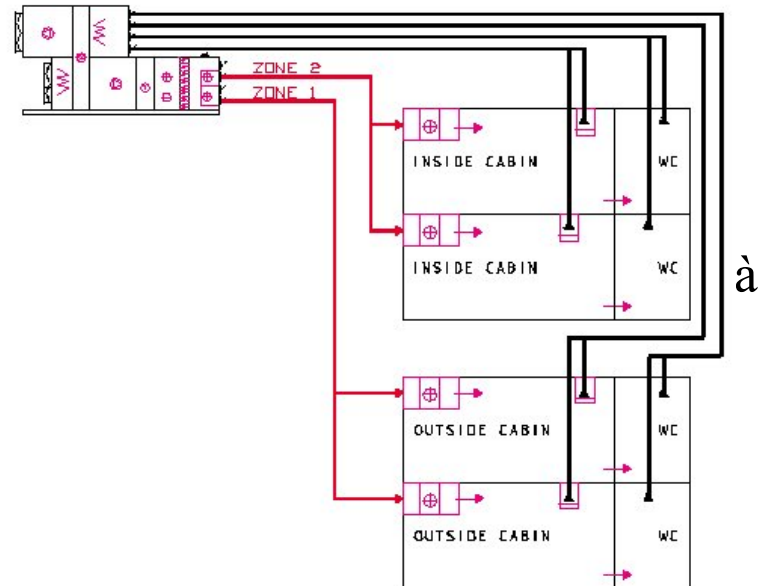 ZONE 2
ZONE 1
INSIDE CABIN WC
INSIDE CABIN WC
à
OUTSIDE CABIN WC
OUTSIDE CABIN WC